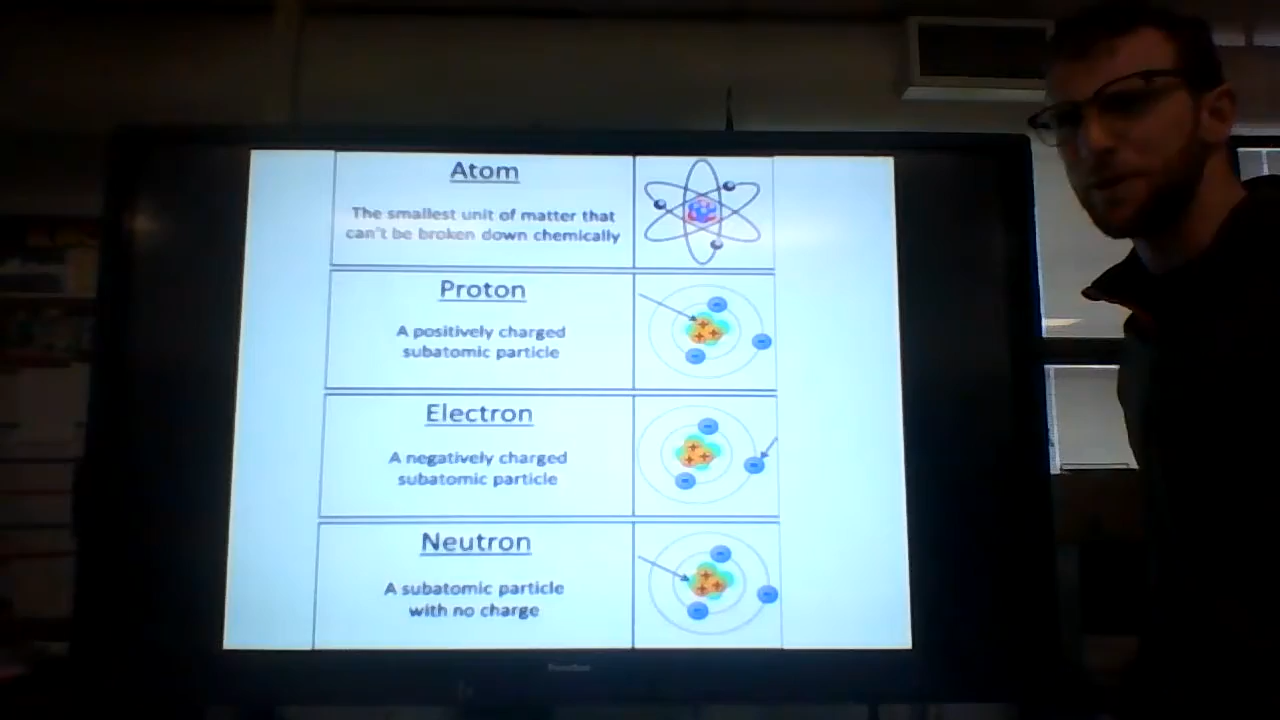 Atom
The smallest unit of matter that
can't be broken down chemically
Proton
A positively charged
subatomic particle
Electron
A negatively charged
subatomic particle
Neutron
A subatomic particle
with no charge